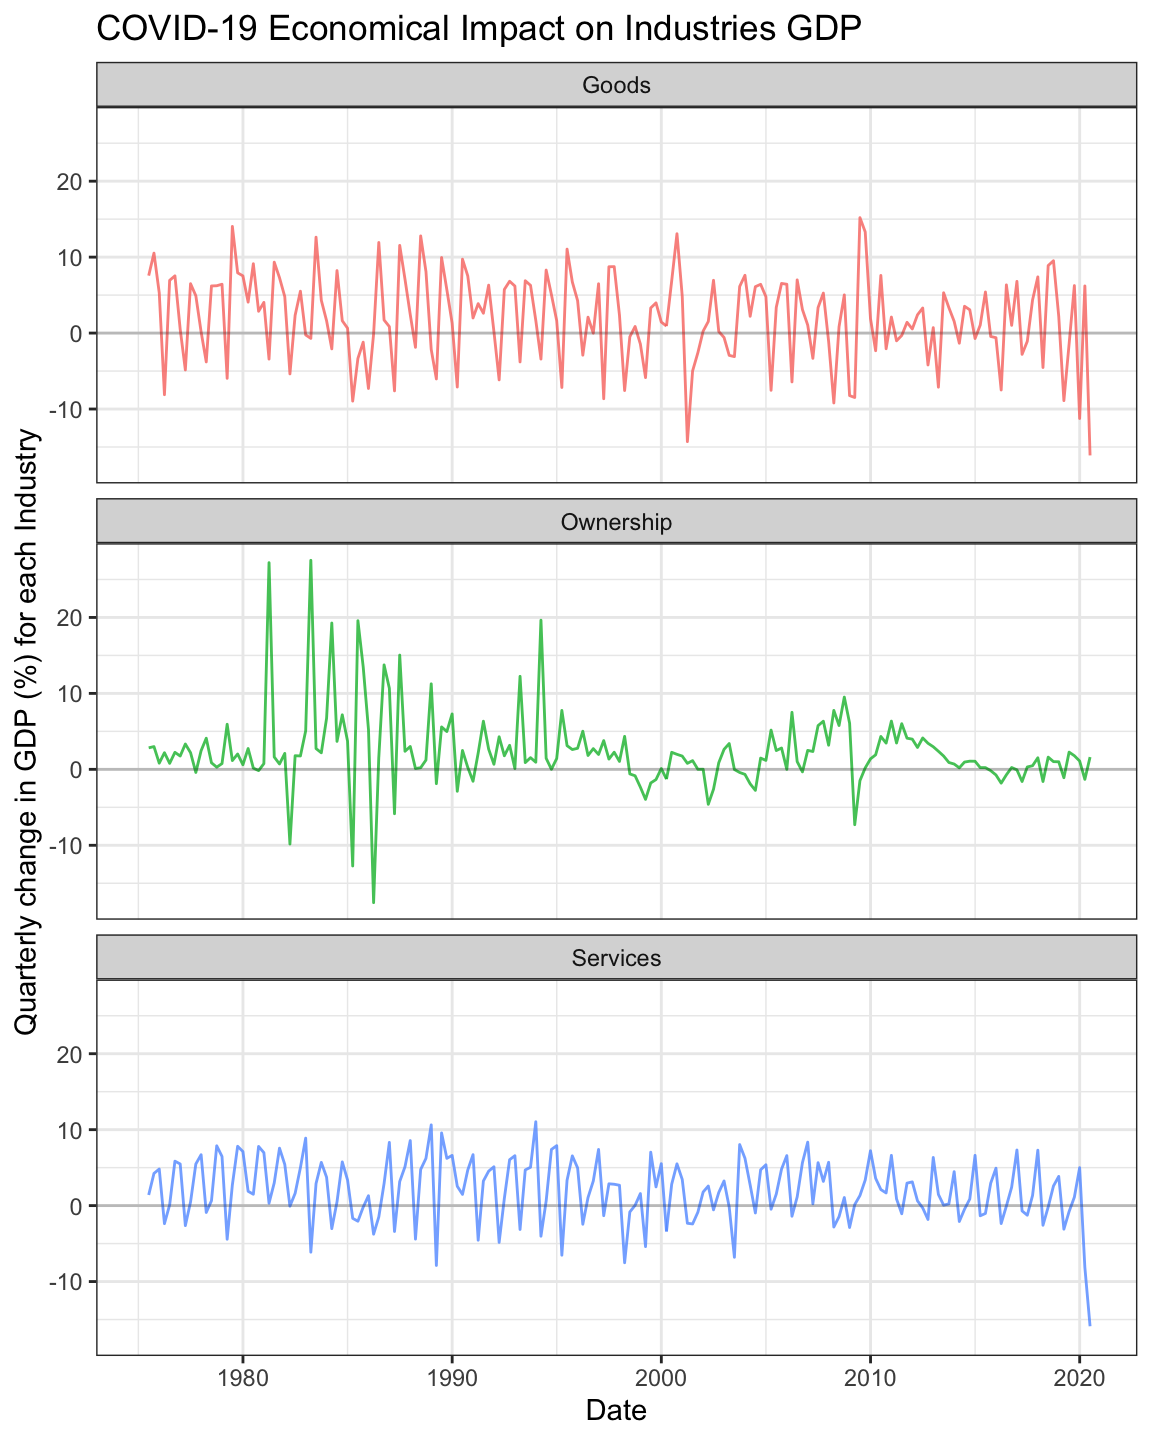 COVID-19 Economical Impact on Industries GDP
Goods
20
10
0
-10
Ownership
20
10
0
-10
Services
20
10
0
-10
Quarterly change in GDP (%) for each Industry
1980 1990 2000 2010 2020
Date